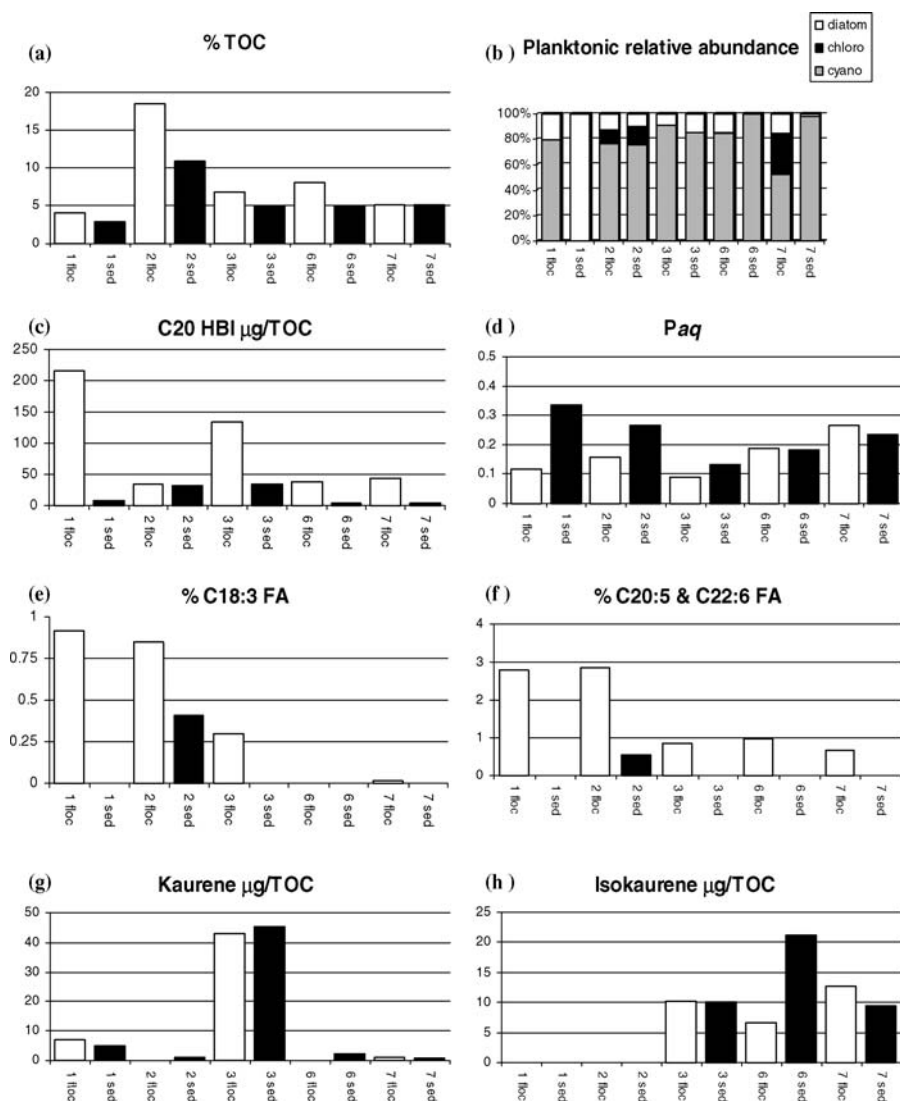 (a)
% TOC
20
15
10
5
0
1 floc
1 sed
2 floc
2 sed
3 floc
3 sed
6 floc
6 sed
7 floc
7 sed
(b) Planktonic relative abundance
diatom
chloro
cyano
100%
80%
60%
40%
20%
0%
1 floc
1 sed
2 floc
2 sed
3 floc
3 sed
6 floc
6 sed
7 floc
7 sed
(c) C20 HBI µg/TOC
250
200
150
100
50
0
1 floc
1 sed
2 floc
2 sed
3 floc
3 sed
6 floc
6 sed
7 floc
7 sed
(d) Paq
0.5
0.4
0.3
0.2
0.1
0
1 floc
1 sed
2 floc
2 sed
3 floc
3 sed
6 floc
6 sed
7 floc
7 sed
(e) % C18:3 FA
1
0.75
0.5
0.25
0
1 floc
1 sed
2 floc
2 sed
3 floc
3 sed
6 floc
6 sed
7 floc
7 sed
(f ) % C20:5 & C22:6 FA
4
3
2
1
0
1 floc
1 sed
2 floc
2 sed
3 floc
3 sed
6 floc
6 sed
7 floc
7 sed
(g) Kaurene µg/TOC
50
40
30
20
10
0
1 floc
1 sed
2 floc
2 sed
3 floc
3 sed
6 floc
6 sed
7 floc
7 sed
(h ) Isokaurene µg/TOC
25
20
15
10
5
0
1 floc
1 sed
2 floc
2 sed
3 floc
3 sed
6 floc
6 sed
7 floc
7 sed